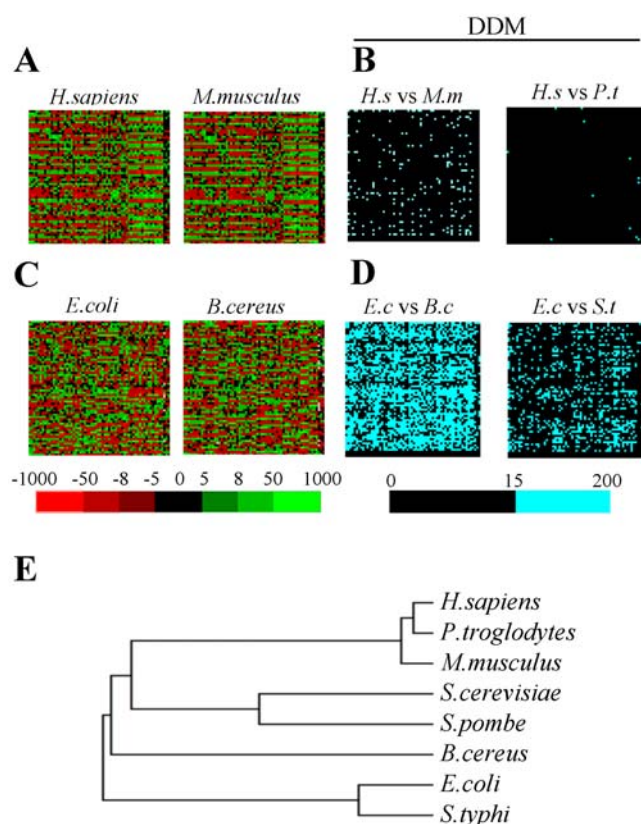 DDM
A
B
H.sapiens
M.musculus
H.s vs M.m
H.s vs P.t
C
D
E.coli
B.cereus
E.c vs B.c
E.c vs S.t
-1000 -50 -8 -5 0 5 8 50 1000
0 15 200
E
H.sapiens
P.troglodytes
M.musculus
S.cerevisiae
S.pombe
B.cereus
E.coli
S.typhi